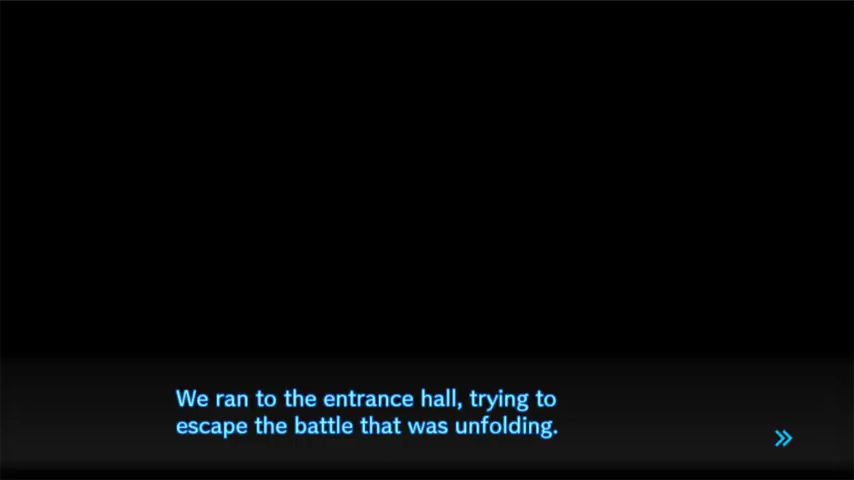 We ran to the entrance hall, trying to
escape the battle that was unfolding.